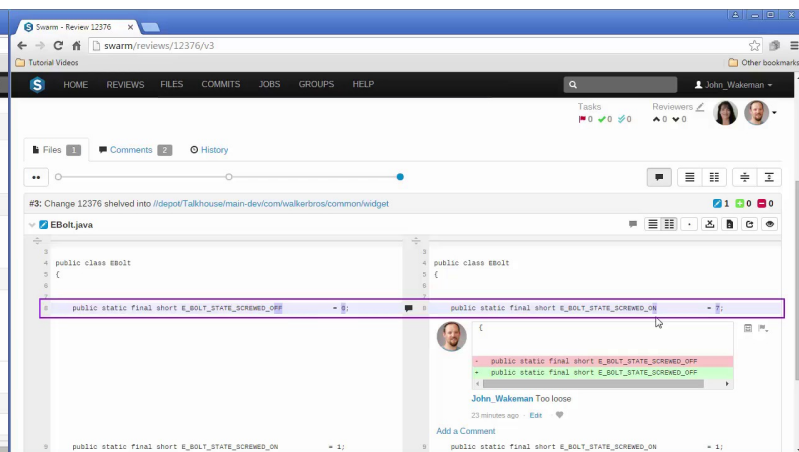 Swarm - Review 12376
swarm/reviews/12376/v3
Tutorial Videos
Other bookmarks
HOME REVIEWS FILES COMMITS JOBS GROUPS HELP
John_Wakeman
Tasks Reviewers
0 0 0 0 0
Files 1 Comments 2 History
#3: Change 12376 shelved into //depot/Talkhouse/main-dev/com/walkerbros/common/widget 1 0 0
EBolt.java
3 3
4 public class EBolt 4 public class EBolt
5 { 5 {
6 6
7 7
8 public static final short E_BOLT_STATE_SCREWED_OFF = 6; 8 public static final short E_BOLT_STATE_SCREWED_ON = 7;
{
- public static final short E_BOLT_STATE_SCREWED_OFF
+ public static final short E_BOLT_STATE_SCREWED_OFF
John_Wakeman Too loose
23 minutes ago · Edit
Add a Comment
9 public static final short E_BOLT_STATE_SCREWED_ON = 1; 9 public static final short E_BOLT_STATE_SCREWED_ON = 1;